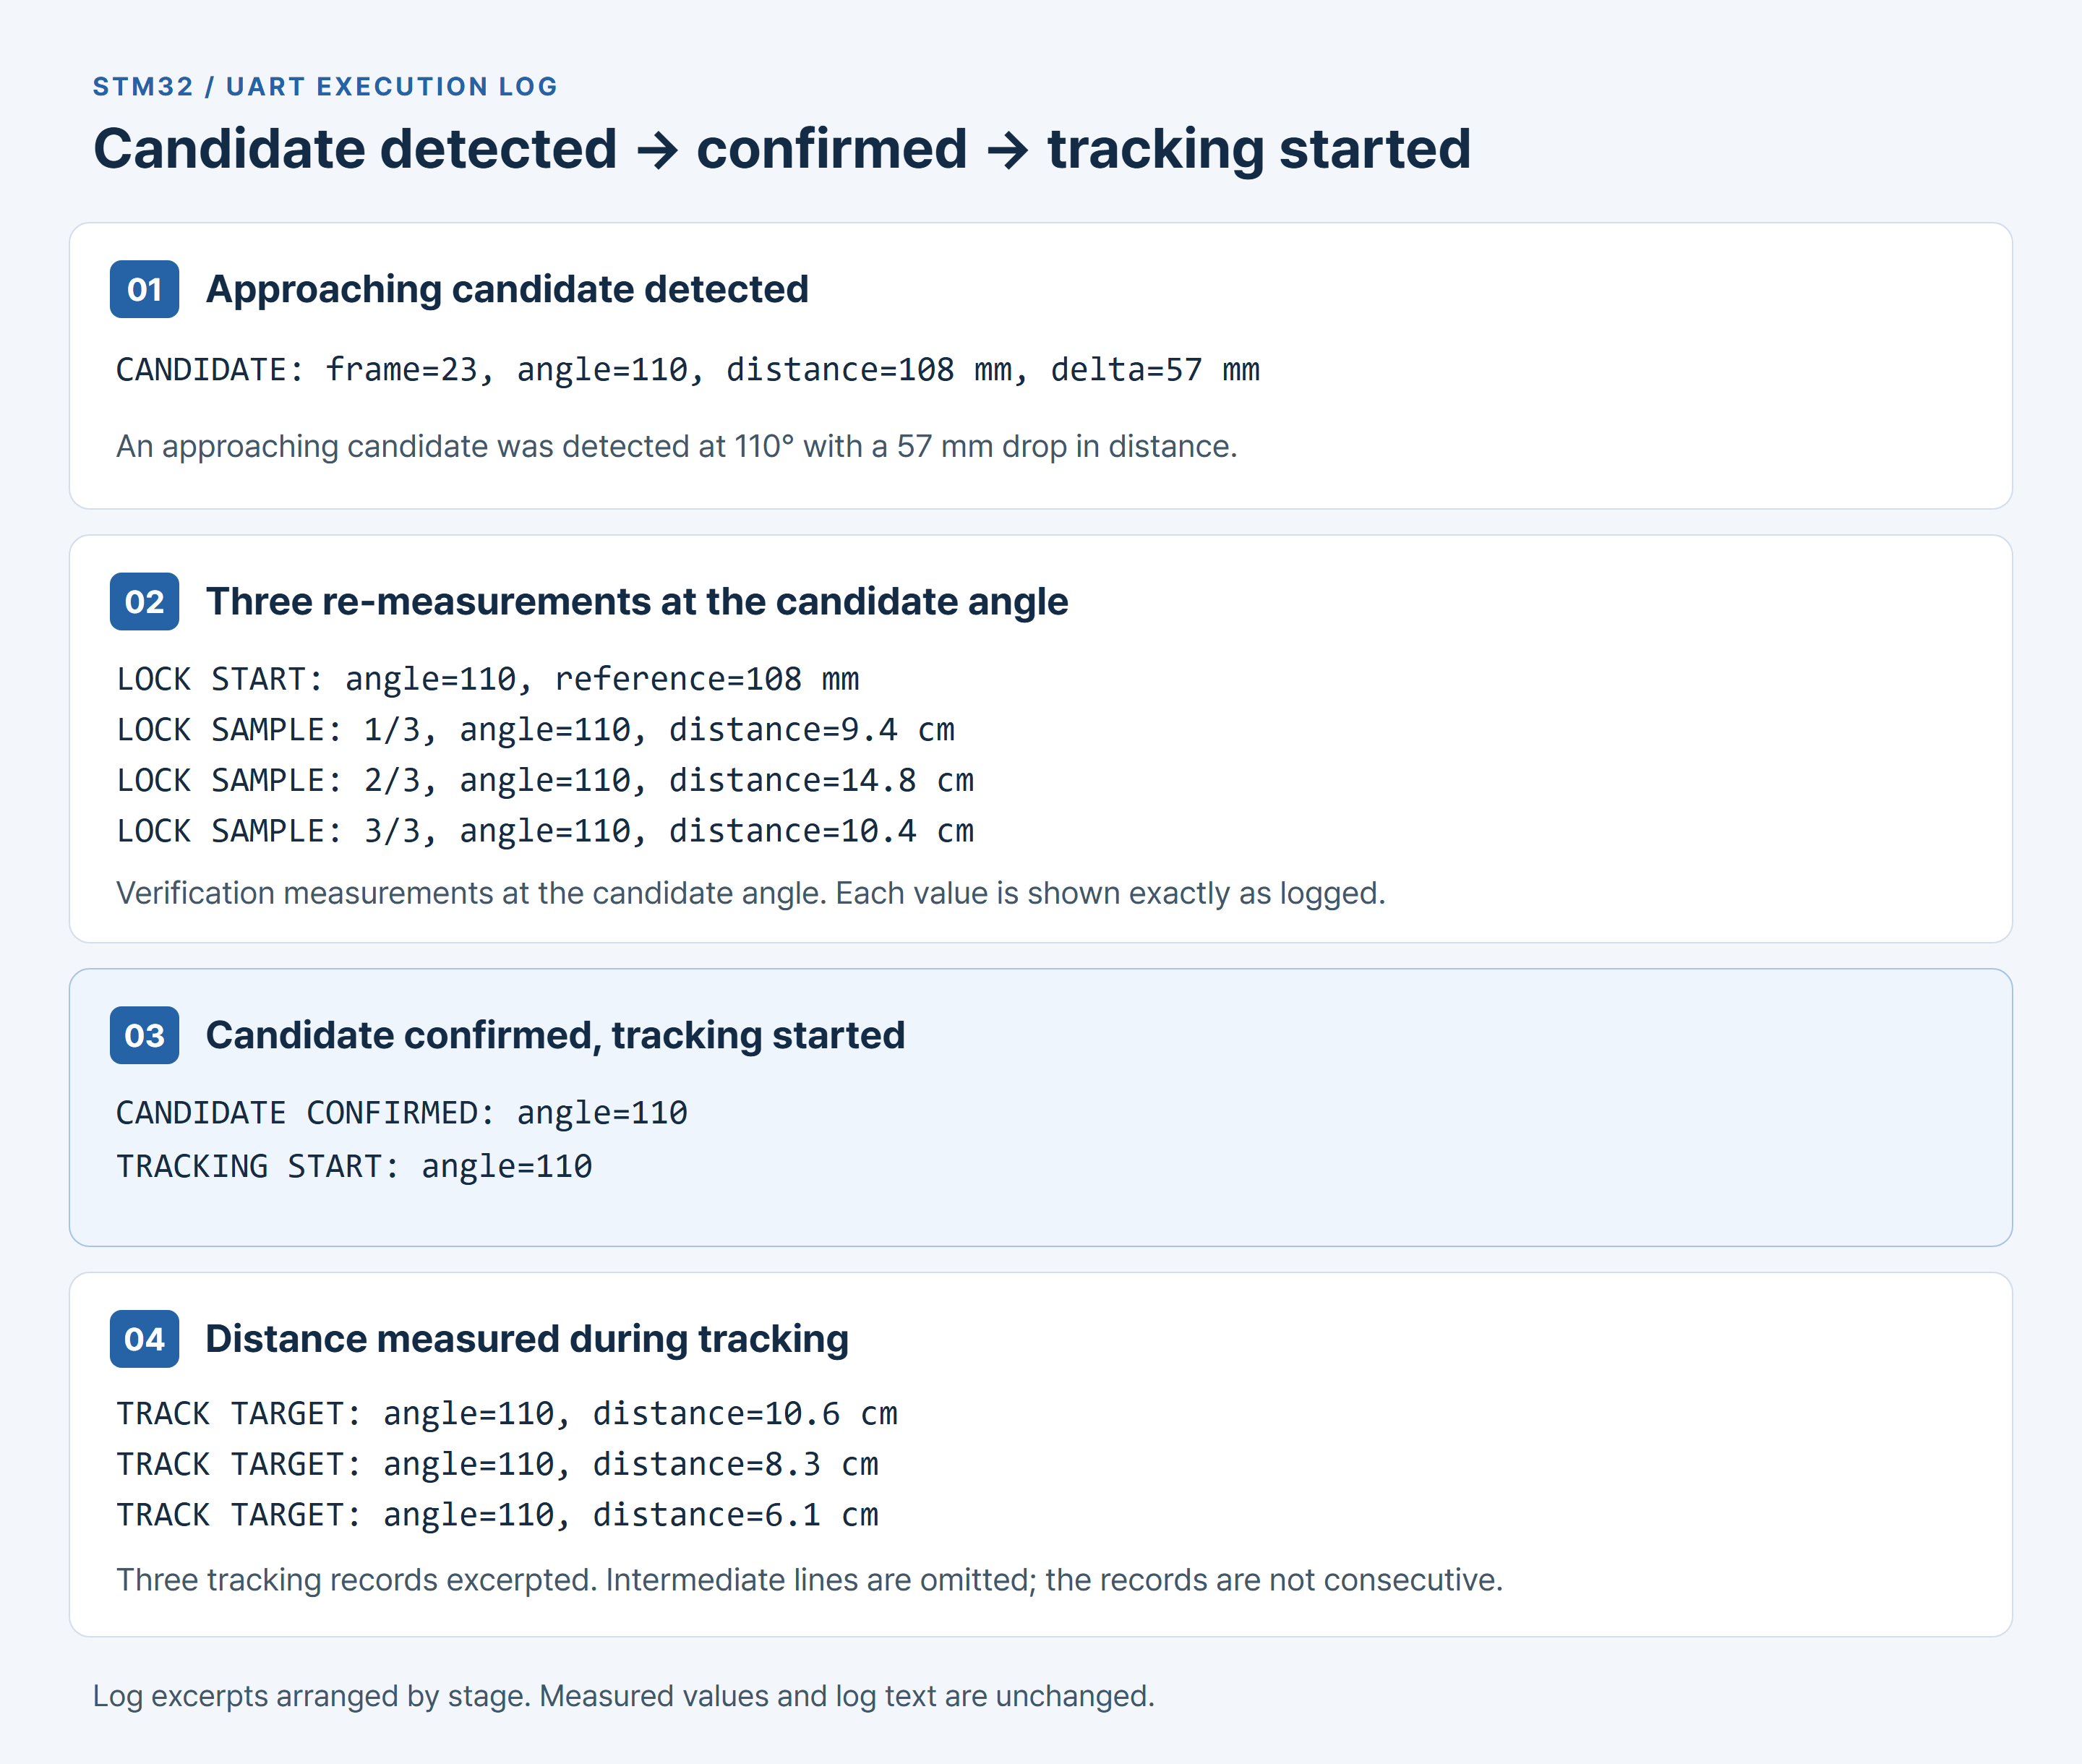 STM32 / UART EXECUTION LOG
Candidate detected → confirmed → tracking started
01 Approaching candidate detected
CANDIDATE: frame=23, angle=110, distance=108 mm, delta=57 mm
An approaching candidate was detected at 110° with a 57 mm drop in distance.
02 Three re-measurements at the candidate angle
LOCK START: angle=110, reference=108 mm
LOCK SAMPLE: 1/3, angle=110, distance=9.4 cm
LOCK SAMPLE: 2/3, angle=110, distance=14.8 cm
LOCK SAMPLE: 3/3, angle=110, distance=10.4 cm
Verification measurements at the candidate angle. Each value is shown exactly as logged.
03 Candidate confirmed, tracking started
CANDIDATE CONFIRMED: angle=110
TRACKING START: angle=110
04 Distance measured during tracking
TRACK TARGET: angle=110, distance=10.6 cm
TRACK TARGET: angle=110, distance=8.3 cm
TRACK TARGET: angle=110, distance=6.1 cm
Three tracking records excerpted. Intermediate lines are omitted; the records are not consecutive.
Log excerpts arranged by stage. Measured values and log text are unchanged.